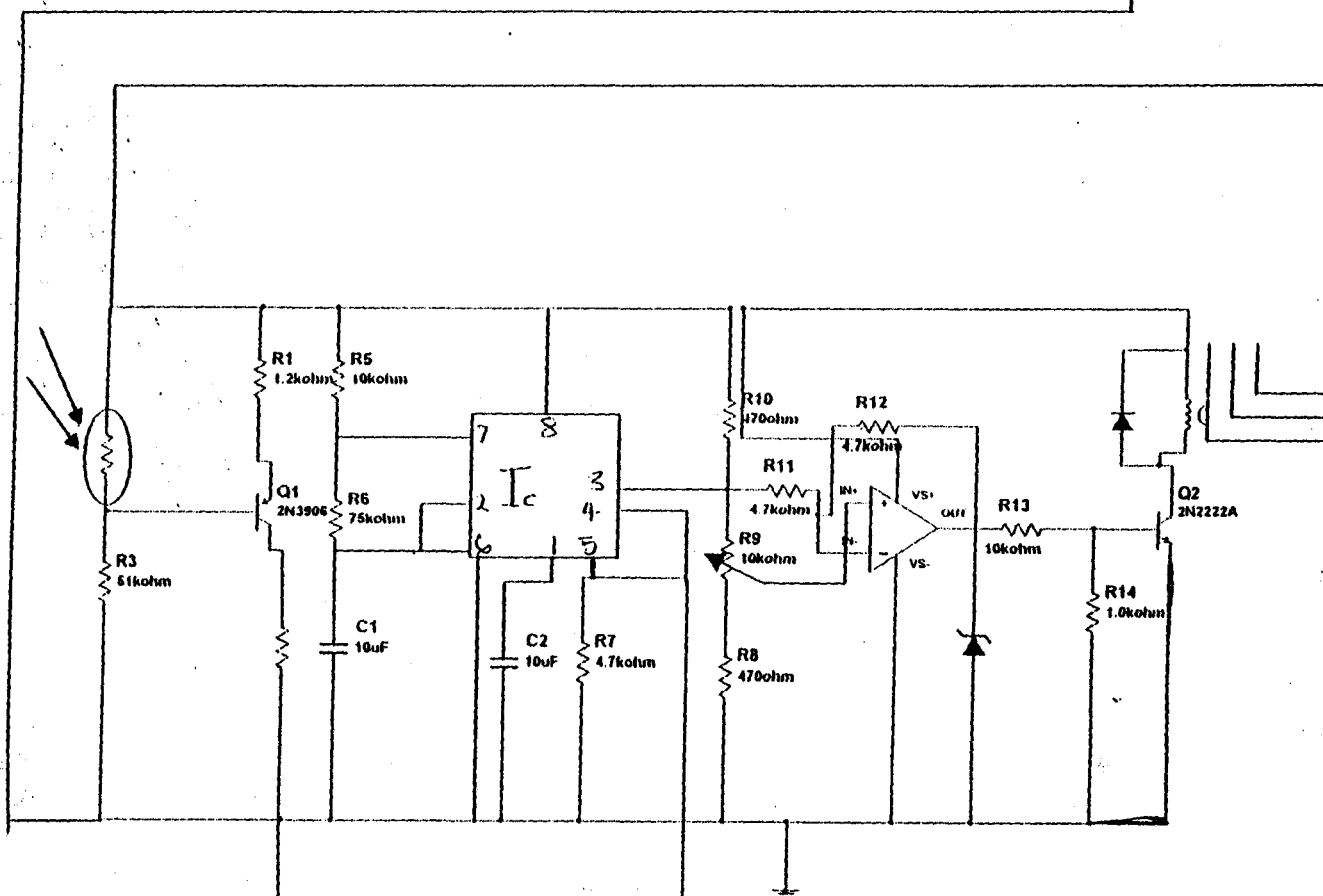 R1
1.2kohm
R5
10kohm
R10
470ohm
R12
4.7kohm
7
8
Ic
3
2
4
6
1
5
R11
4.7kohm
IN+
VS+
IN-
VS-
OUT
Q1
2N3906
R6
75kohm
R9
10kohm
R13
10kohm
Q2
2N2222A
R3
51kohm
C1
10uF
C2
10uF
R7
4.7kohm
R8
470ohm
R14
1.0kohm
+
-